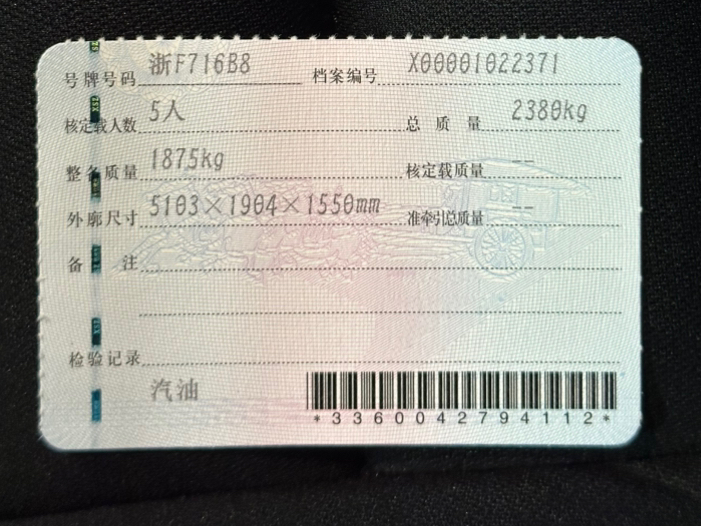 号牌号码 浙F716B8 档案编号 X00001022371
核定载人数 5人 总质量 2380kg
整备质量 1875kg 核定载质量 --
外廓尺寸 5103×1904×1550mm 准牵引总质量 --
备注
检验记录
汽油
*3360042794112*